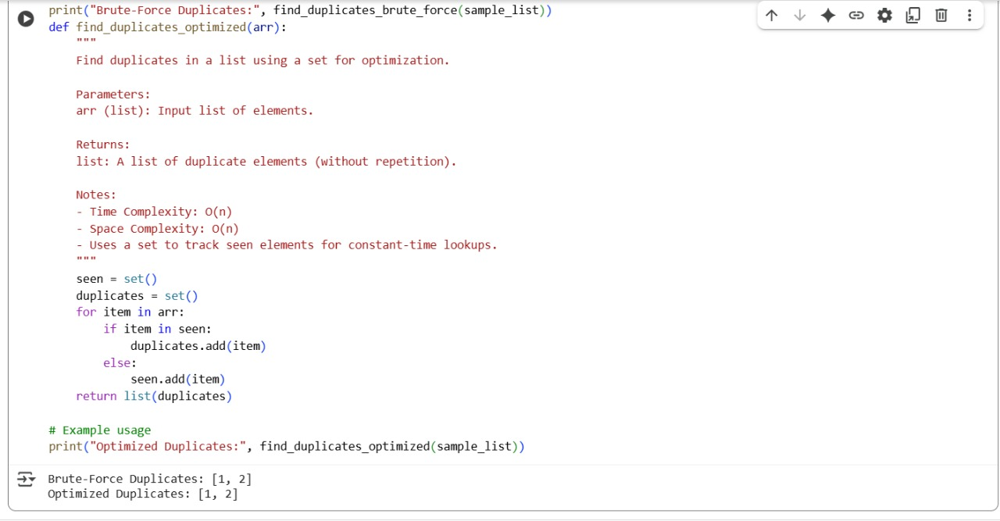 print("Brute-Force Duplicates:", find_duplicates_brute_force(sample_list))
def find_duplicates_optimized(arr):
    """
    Find duplicates in a list using a set for optimization.

    Parameters:
    arr (list): Input list of elements.

    Returns:
    list: A list of duplicate elements (without repetition).

    Notes:
    - Time Complexity: O(n)
    - Space Complexity: O(n)
    - Uses a set to track seen elements for constant-time lookups.
    """
    seen = set()
    duplicates = set()
    for item in arr:
        if item in seen:
            duplicates.add(item)
        else:
            seen.add(item)
    return list(duplicates)

# Example usage
print("Optimized Duplicates:", find_duplicates_optimized(sample_list))
Brute-Force Duplicates: [1, 2]
Optimized Duplicates: [1, 2]